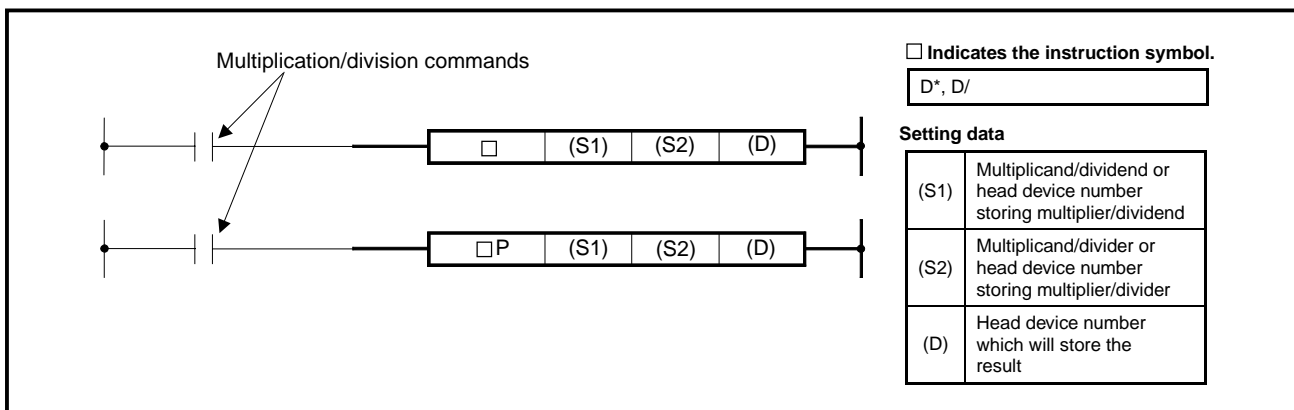 Multiplication/division commands
□ (S1) (S2) (D)
□P (S1) (S2) (D)
□ Indicates the instruction symbol.
D*, D/
Setting data
(S1) Multiplicand/dividend or
head device number
storing multiplier/dividend
(S2) Multiplicand/divider or
head device number
storing multiplier/divider
(D) Head device number
which will store the
result